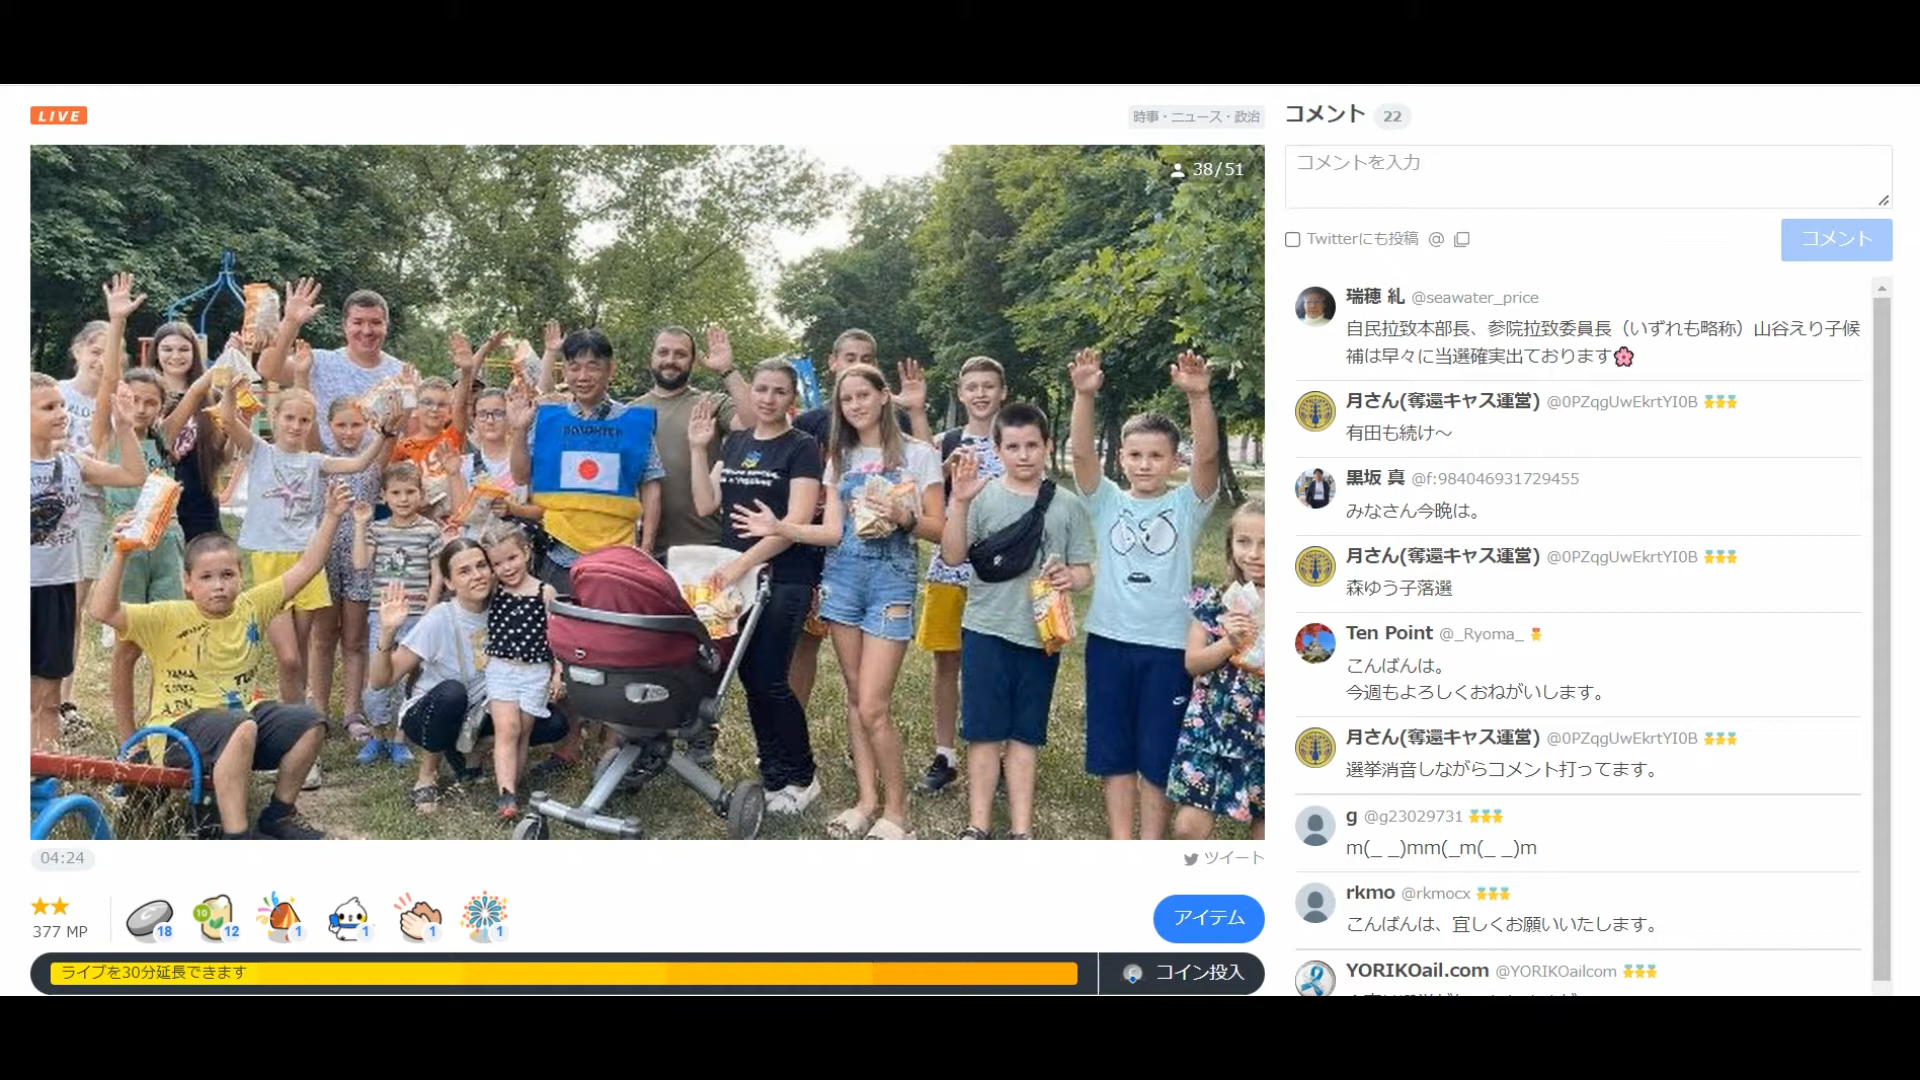 LIVE
時事・ニュース・政治
38/51
VOLONTER
04:24
ツイート
377 MP
18
10
12
1
1
1
1
アイテム
ライブを30分延長できます
コイン投入
コメント 22
コメントを入力
Twitterにも投稿 @
コメント
瑞穂 糺 @seawater_price
自民拉致本部長、参院拉致委員長（いずれも略称）山谷えり子候
補は早々に当選確実出ております🌸
月さん(奪還キャス運営) @0PZqgUwEkrtYI0B
有田も続け～
黒坂 真 @f:984046931729455
みなさん今晩は。
月さん(奪還キャス運営) @0PZqgUwEkrtYI0B
森ゆう子落選
Ten Point @_Ryoma_
こんばんは。
今週もよろしくおねがいします。
月さん(奪還キャス運営) @0PZqgUwEkrtYI0B
選挙消音しながらコメント打ってます。
g @g23029731
m(_ _)mm(_m(_ _)m
rkmo @rkmocx
こんばんは、宜しくお願いいたします。
YORIKOail.com @YORIKOailcom